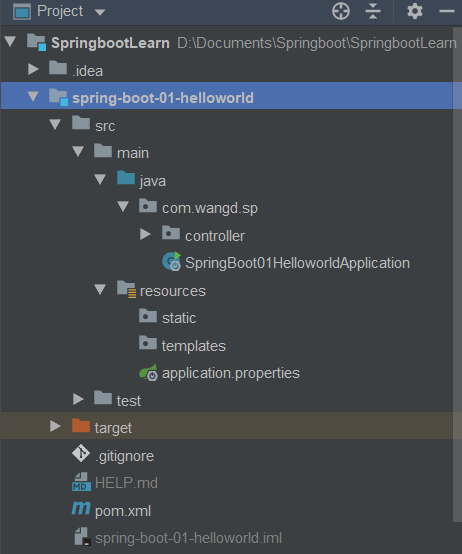 Project
SpringbootLearn D:\Documents\Springboot\SpringbootLearn
.idea
spring-boot-01-helloworld
src
main
java
com.wangd.sp
controller
SpringBoot01HelloworldApplication
resources
static
templates
application.properties
test
target
.gitignore
MD HELP.md
m pom.xml
spring-boot-01-helloworld.iml